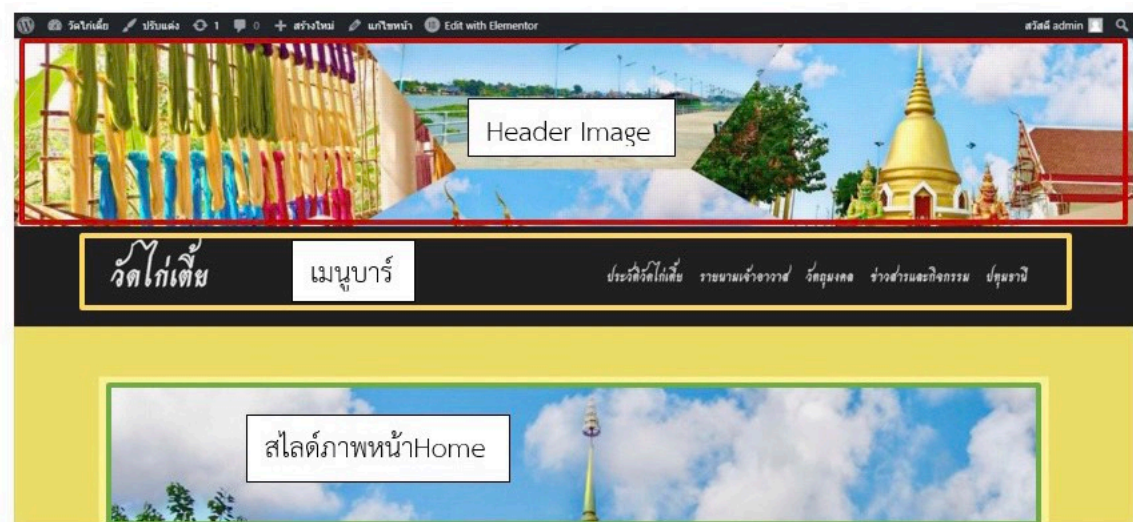 วัดไก่เตี้ย ปรับแต่ง 1 0 + สร้างใหม่ แก้ไขหน้า Edit with Elementor สวัสดี admin
Header Image
วัดไก่เตี้ย เมนูบาร์ ประวัติวัดไก่เตี้ย รายนามเจ้าอาวาส วัตถุมงคล ข่าวสารและกิจกรรม ปทุมธานี
สไลด์ภาพหน้าHome